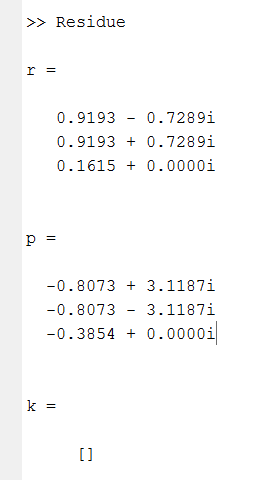 >> Residue
r =
0.9193 - 0.7289i
0.9193 + 0.7289i
0.1615 + 0.0000i
p =
-0.8073 + 3.1187i
-0.8073 - 3.1187i
-0.3854 + 0.0000i
k =
[]